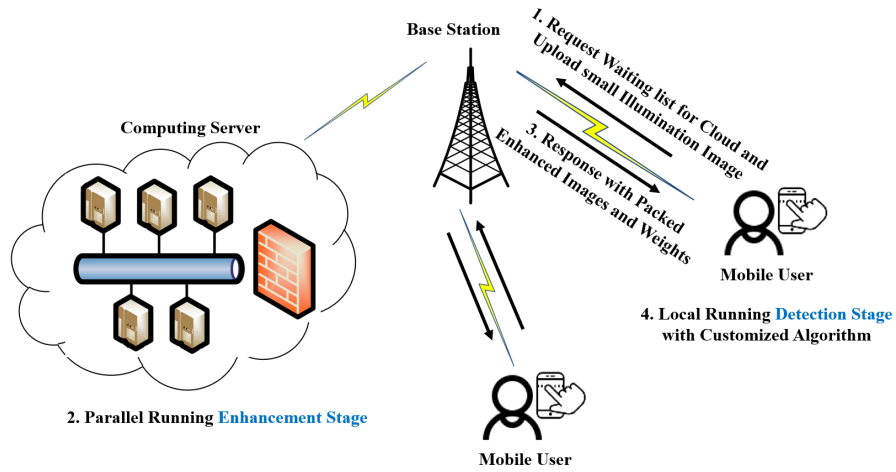 Base Station
1. Request Waiting list for Cloud and
Upload small Illumination Image
3. Response with Packed
Enhanced Images and Weights
Computing Server
Mobile User
4. Local Running Detection Stage
with Customized Algorithm
2. Parallel Running Enhancement Stage
Mobile User